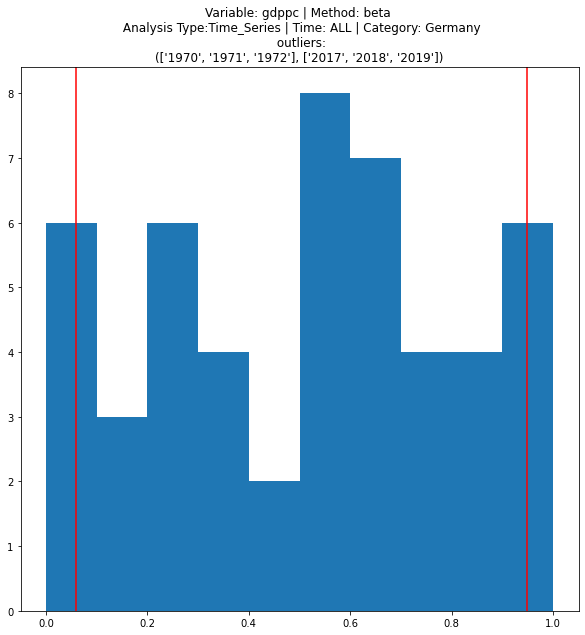 Variable: gdppc | Method: beta
Analysis Type:Time_Series | Time: ALL | Category: Germany
outliers:
(['1970', '1971', '1972'], ['2017', '2018', '2019'])
8
7
6
5
4
3
2
1
0
0.0 0.2 0.4 0.6 0.8 1.0